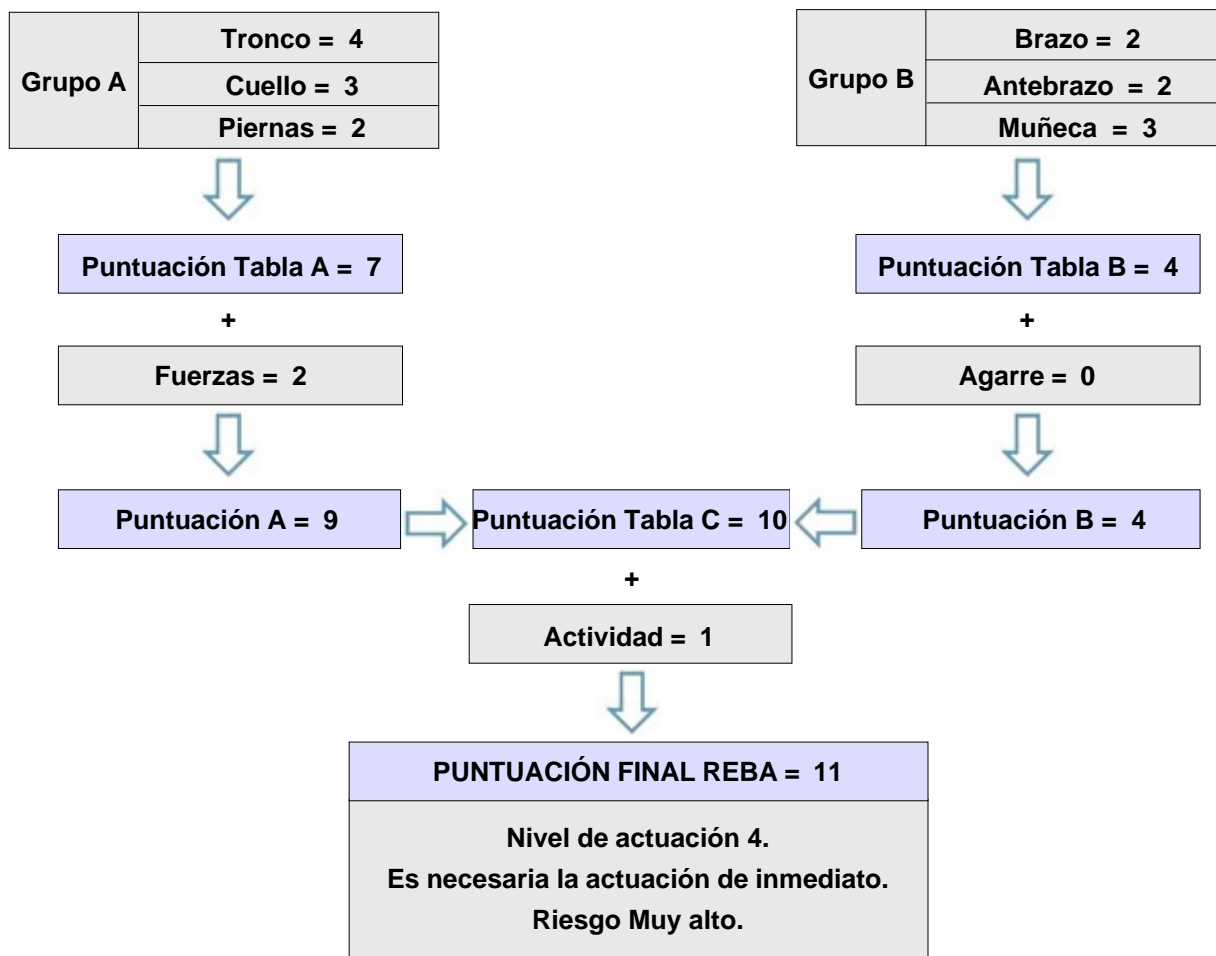 Grupo A
Tronco = 4
Cuello = 3
Piernas = 2
Grupo B
Brazo = 2
Antebrazo = 2
Muñeca = 3
Puntuación Tabla A = 7
+
Fuerzas = 2
Puntuación Tabla B = 4
+
Agarre = 0
Puntuación A = 9
Puntuación Tabla C = 10
Puntuación B = 4
+
Actividad = 1
PUNTUACIÓN FINAL REBA = 11
Nivel de actuación 4.
Es necesaria la actuación de inmediato.
Riesgo Muy alto.